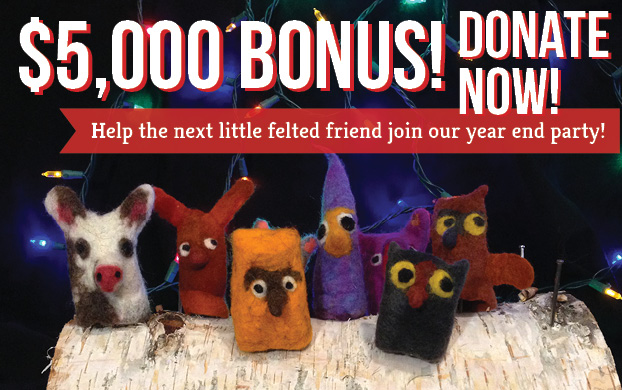 $5,000 BONUS!
DONATE
NOW!
Help the next little felted friend join our year end party!